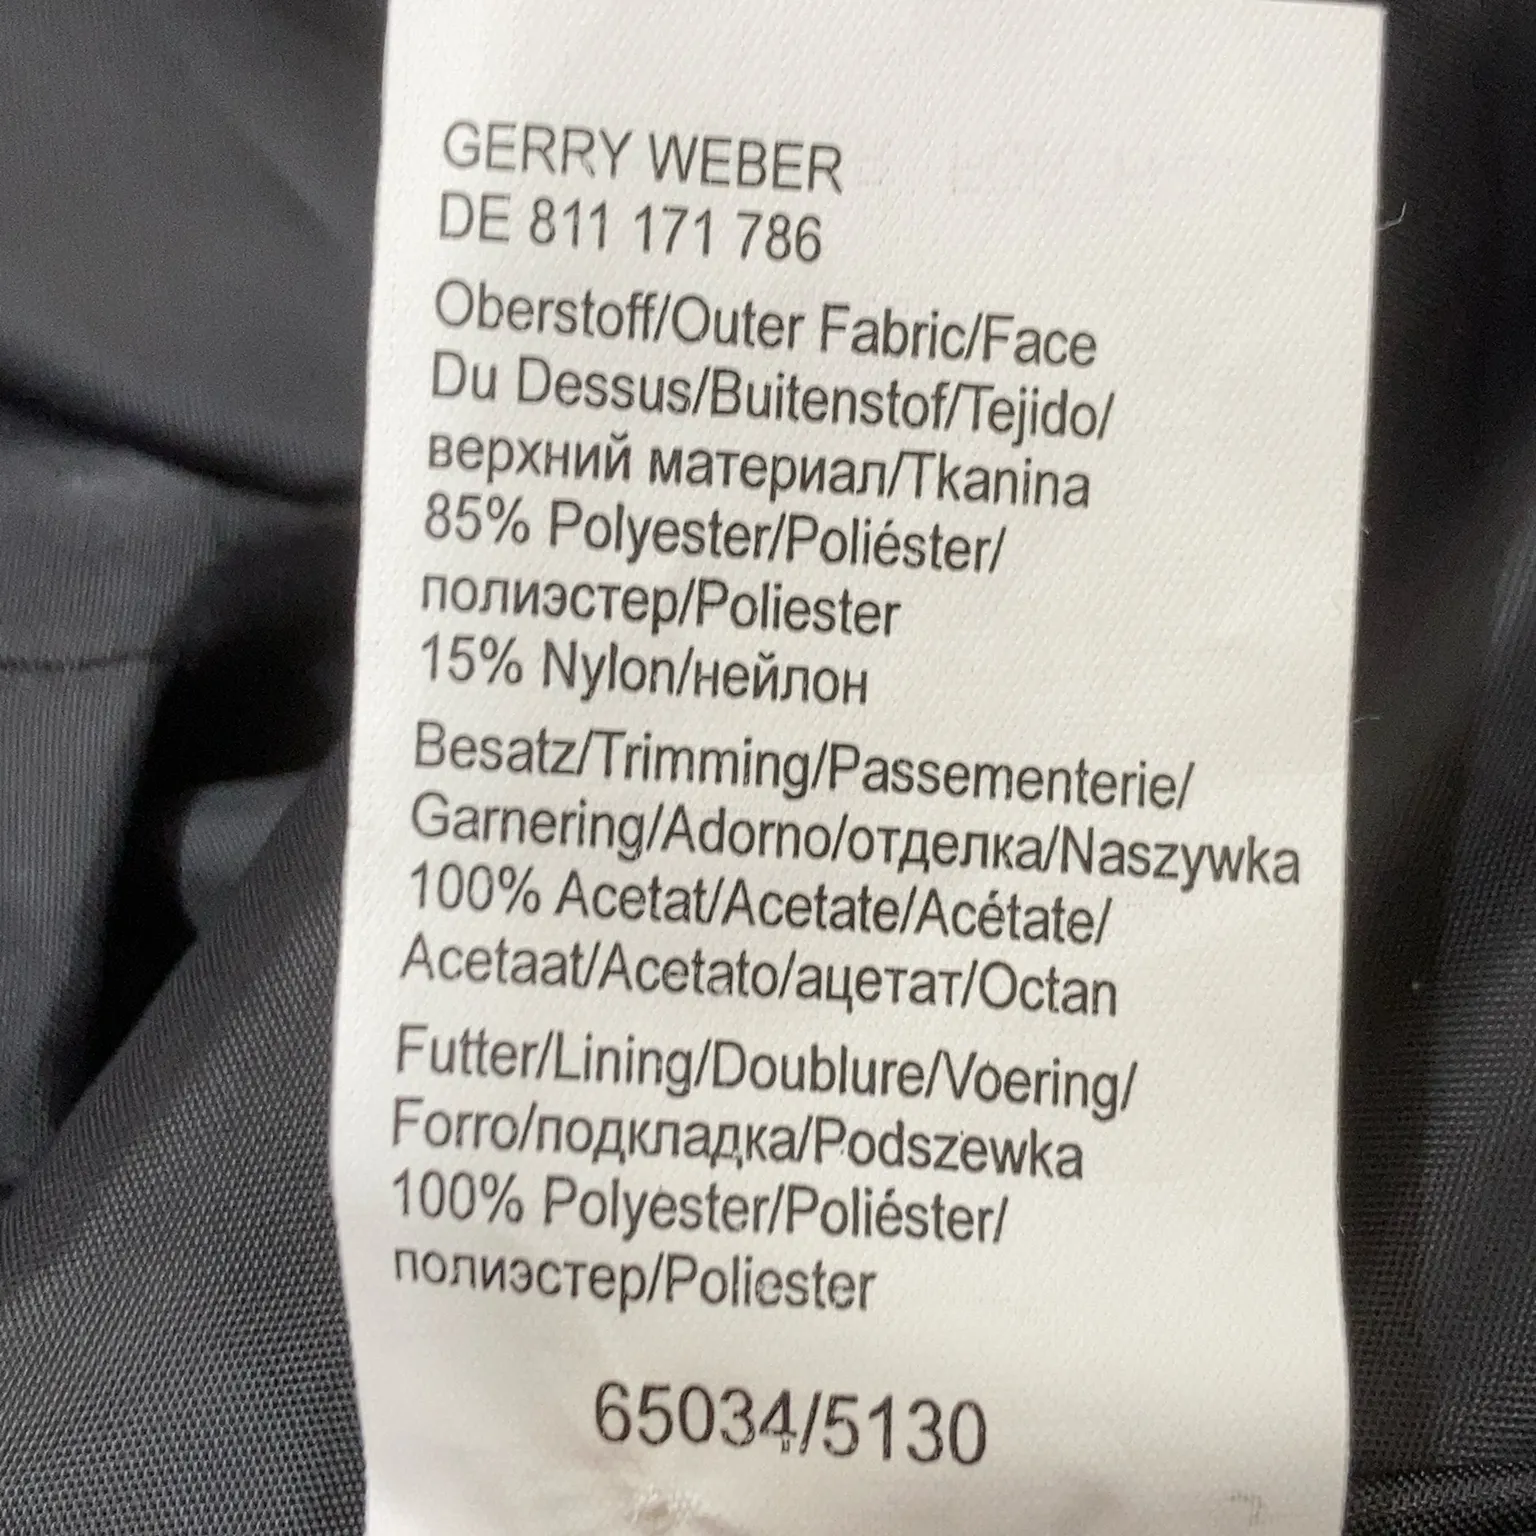 GERRY WEBER
DE 811 171 786
Oberstoff/Outer Fabric/Face
Du Dessus/Buitenstof/Tejido/
верхний материал/Tkanina
85% Polyester/Poliéster/
полиэстер/Poliester
15% Nylon/нейлон
Besatz/Trimming/Passementerie/
Garnering/Adorno/отделка/Naszywka
100% Acetat/Acetate/Acétate/
Acetaat/Acetato/ацетат/Octan
Futter/Lining/Doublure/Voering/
Forro/подкладка/Podszewka
100% Polyester/Poliéster/
полиэстер/Poliester
65034/5130